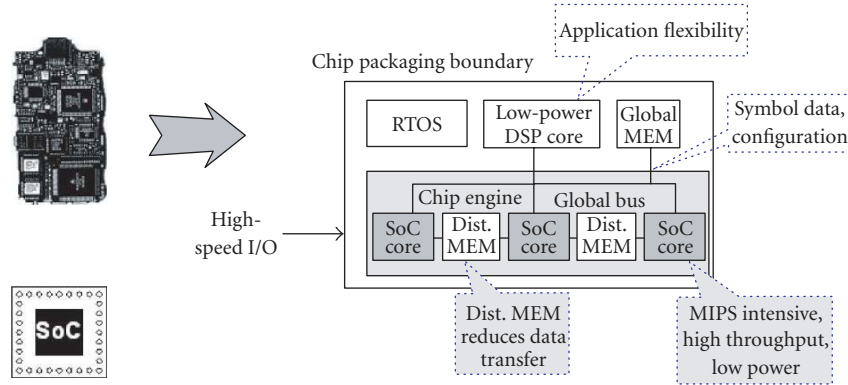 Application flexibility
Chip packaging boundary
RTOS
Low-power
DSP core
Global
MEM
Symbol data,
configuration
Chip engine
Global bus
High-
speed I/O
SoC
core
Dist.
MEM
SoC
core
Dist.
MEM
SoC
core
SoC
Dist. MEM
reduces data
transfer
MIPS intensive,
high throughput,
low power